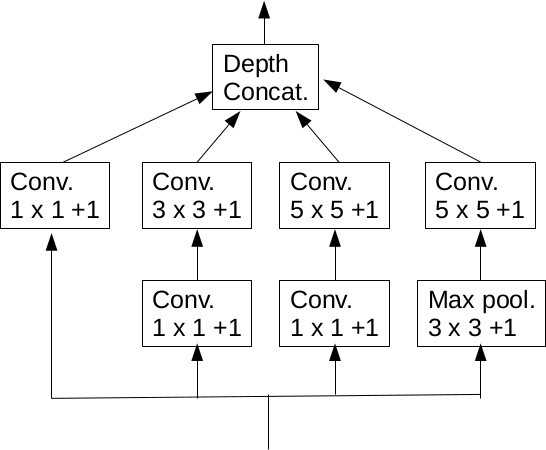 Depth
Concat.
Conv.
1 x 1 +1
Conv.
3 x 3 +1
Conv.
5 x 5 +1
Conv.
5 x 5 +1
Conv.
1 x 1 +1
Conv.
1 x 1 +1
Max pool.
3 x 3 +1